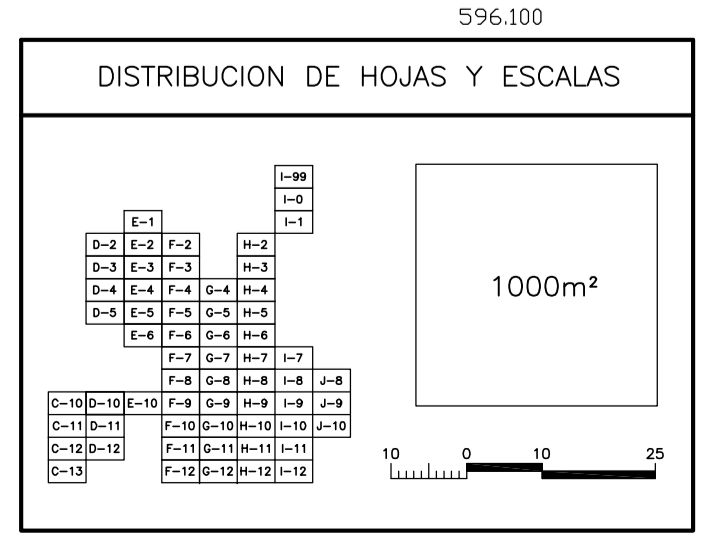 596.100
DISTRIBUCION DE HOJAS Y ESCALAS
I-99
I-0
E-1 I-1
D-2 E-2 F-2 H-2
D-3 E-3 F-3 H-3
D-4 E-4 F-4 G-4 H-4
D-5 E-5 F-5 G-5 H-5
E-6 F-6 G-6 H-6
F-7 G-7 H-7 I-7
F-8 G-8 H-8 I-8 J-8
C-10 D-10 E-10 F-9 G-9 H-9 I-9 J-9
C-11 D-11 F-10 G-10 H-10 I-10 J-10
C-12 D-12 F-11 G-11 H-11 I-11
C-13 F-12 G-12 H-12 I-12
1000m²
10 0 10 25